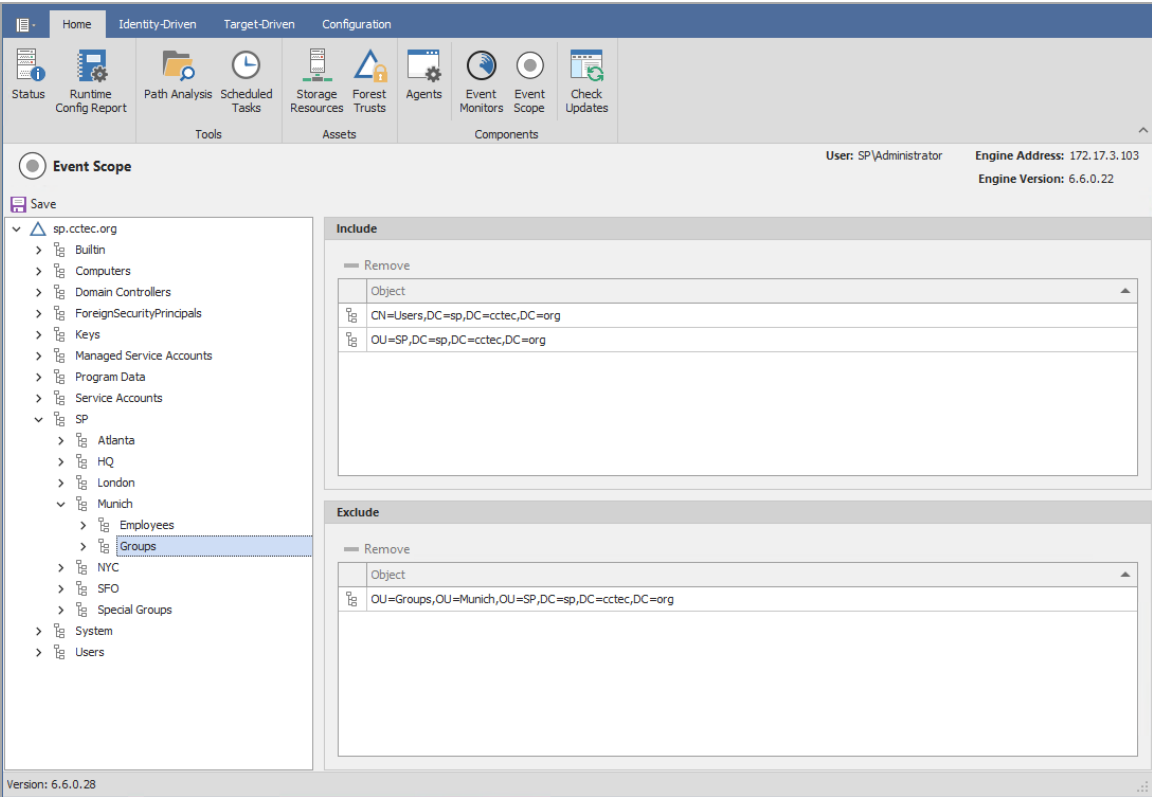 Home Identity-Driven Target-Driven Configuration
Status Runtime Config Report Path Analysis Scheduled Tasks Storage Resources Forest Trusts Agents Event Monitors Event Scope Check Updates
Tools Assets Components
Event Scope
User: SP\Administrator Engine Address: 172.17.3.103
Engine Version: 6.6.0.22
Save
sp.cctec.org
Builtin
Computers
Domain Controllers
ForeignSecurityPrincipals
Keys
Managed Service Accounts
Program Data
Service Accounts
SP
Atlanta
HQ
London
Munich
Employees
Groups
NYC
SFO
Special Groups
System
Users
Include
Remove
Object
CN=Users,DC=sp,DC=cctec,DC=org
OU=SP,DC=sp,DC=cctec,DC=org
Exclude
Remove
Object
OU=Groups,OU=Munich,OU=SP,DC=sp,DC=cctec,DC=org
Version: 6.6.0.28